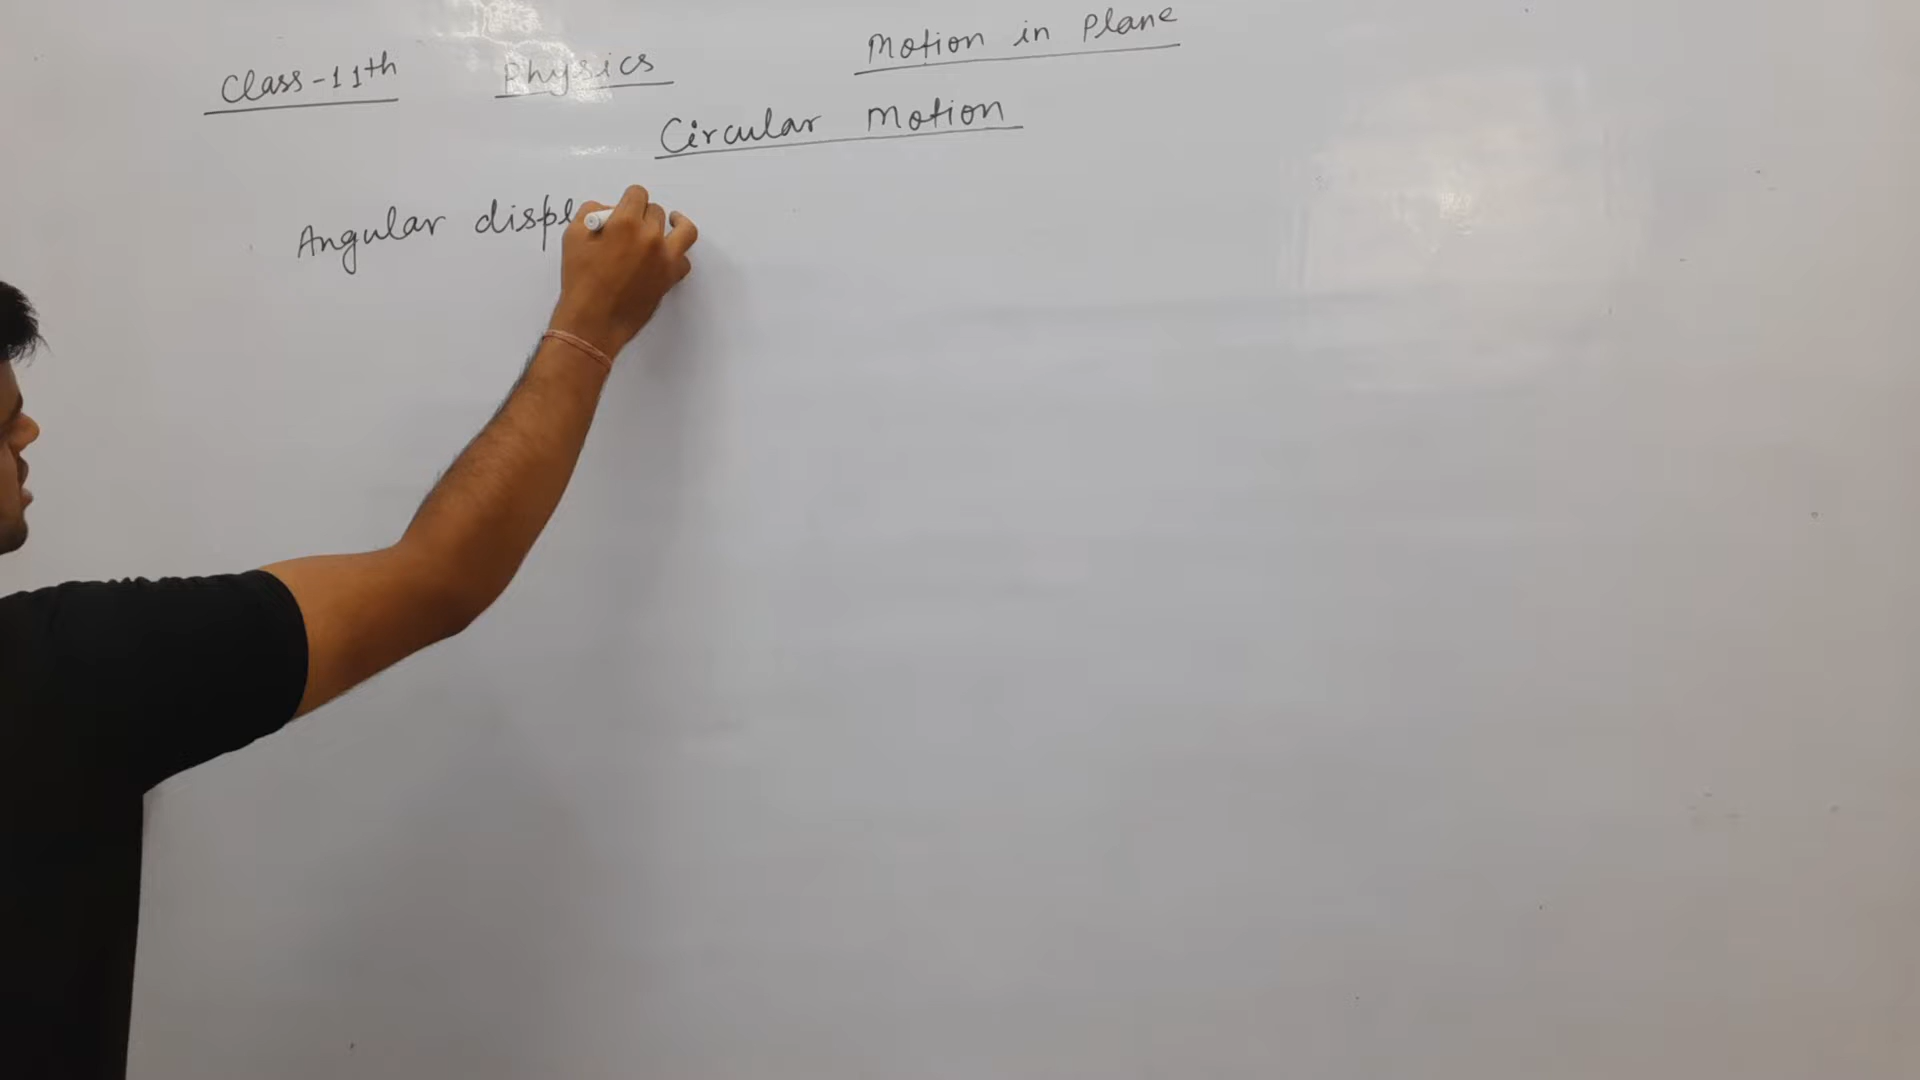 Class-11th Physics Motion in Plane
Circular Motion
Angular displ